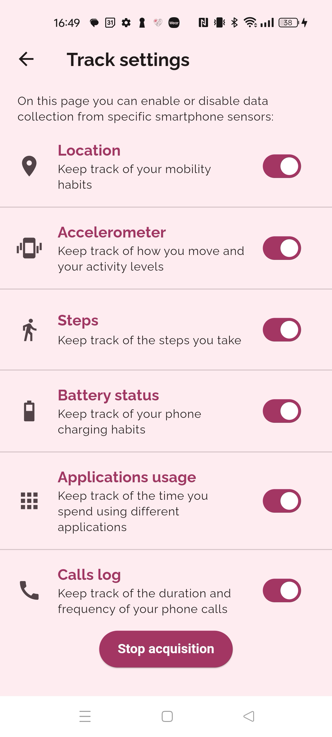 16:49
31
38
Track settings
On this page you can enable or disable data
collection from specific smartphone sensors:
Location
Keep track of your mobility
habits
Accelerometer
Keep track of how you move and
your activity levels
Steps
Keep track of the steps you take
Battery status
Keep track of your phone
charging habits
Applications usage
Keep track of the time you
spend using different
applications
Calls log
Keep track of the duration and
frequency of your phone calls
Stop acquisition